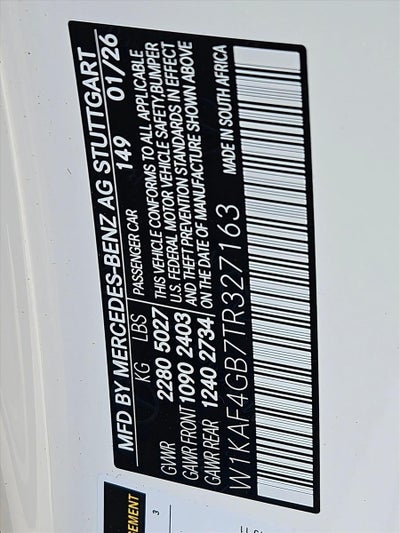 MFD BY MERCEDES-BENZ AG STUTTGART
KG LBS 149 01/26
GVWR 2280 5027
GAWR FRONT 1090 2403
GAWR REAR 1240 2734
PASSENGER CAR
THIS VEHICLE CONFORMS TO ALL APPLICABLE
U.S. FEDERAL MOTOR VEHICLE SAFETY, BUMPER
AND THEFT PREVENTION STANDARDS IN EFFECT
ON THE DATE OF MANUFACTURE SHOWN ABOVE
W1KAF4GB7TR327163 MADE IN SOUTH AFRICA
3